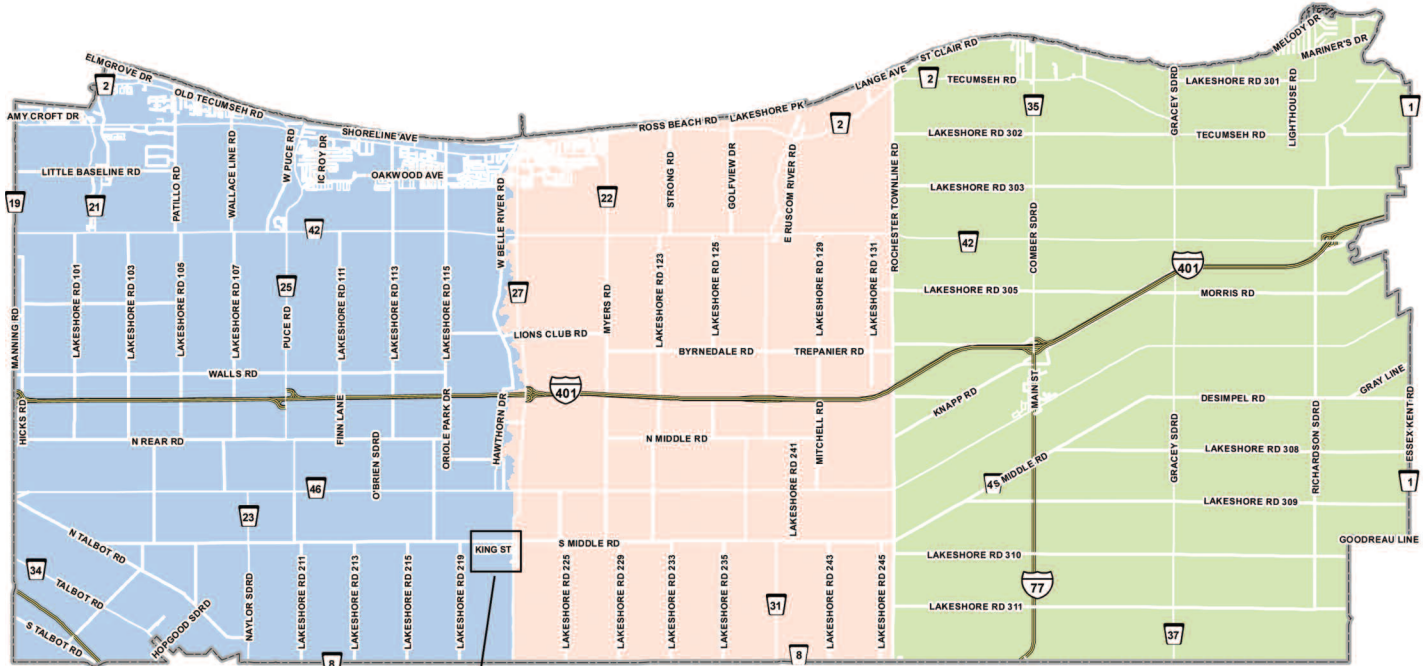 ELMGROVE DR
2
OLD TECUMSEH RD
AMY CROFT DR
SHORELINE AVE
LITTLE BASELINE RD
19
21
PATILLO RD
WALLACE LINE RD
W PUCE RD
IC ROY DR
OAKWOOD AVE
42
W BELLE RIVER RD
LAKESHORE RD 101
LAKESHORE RD 103
LAKESHORE RD 105
LAKESHORE RD 107
25
PUCE RD
LAKESHORE RD 111
LAKESHORE RD 113
LAKESHORE RD 115
MANNING RD
WALLS RD
HICKS RD
N REAR RD
FINN LANE
O'BRIEN SDRD
ORIOLE PARK DR
HAWTHORN DR
46
23
N TALBOT RD
34
TALBOT RD
S TALBOT RD
HOPGOOD SDRD
NAYLOR SDRD
LAKESHORE RD 211
LAKESHORE RD 213
LAKESHORE RD 215
LAKESHORE RD 219
KING ST
8
ROSS BEACH RD
LAKESHORE PK
LANGE AVE
2
22
STRONG RD
GOLFVIEW DR
E RUSCOM RIVER RD
27
MYERS RD
LAKESHORE RD 123
LAKESHORE RD 125
LAKESHORE RD 129
LAKESHORE RD 131
LIONS CLUB RD
BYRNEDALE RD
TREPANIER RD
401
N MIDDLE RD
MITCHELL RD
LAKESHORE RD 241
S MIDDLE RD
LAKESHORE RD 225
LAKESHORE RD 229
LAKESHORE RD 233
LAKESHORE RD 235
31
LAKESHORE RD 243
LAKESHORE RD 245
8
ST CLAIR RD
2
TECUMSEH RD
35
LAKESHORE RD 301
MELODY DR
MARINER'S DR
1
LAKESHORE RD 302
GRACEY SDRD
TECUMSEH RD
LIGHTHOUSE RD
LAKESHORE RD 303
ROCHESTER TOWNLINE RD
42
COMBER SDRD
401
LAKESHORE RD 305
MORRIS RD
KNAPP RD
MAIN ST
DESIMPEL RD
GRAY LINE
ESSEX-KENT RD
GRACEY SDRD
LAKESHORE RD 308
RICHARDSON SDRD
S MIDDLE RD
1
LAKESHORE RD 309
GOODREAU LINE
LAKESHORE RD 310
77
LAKESHORE RD 311
37